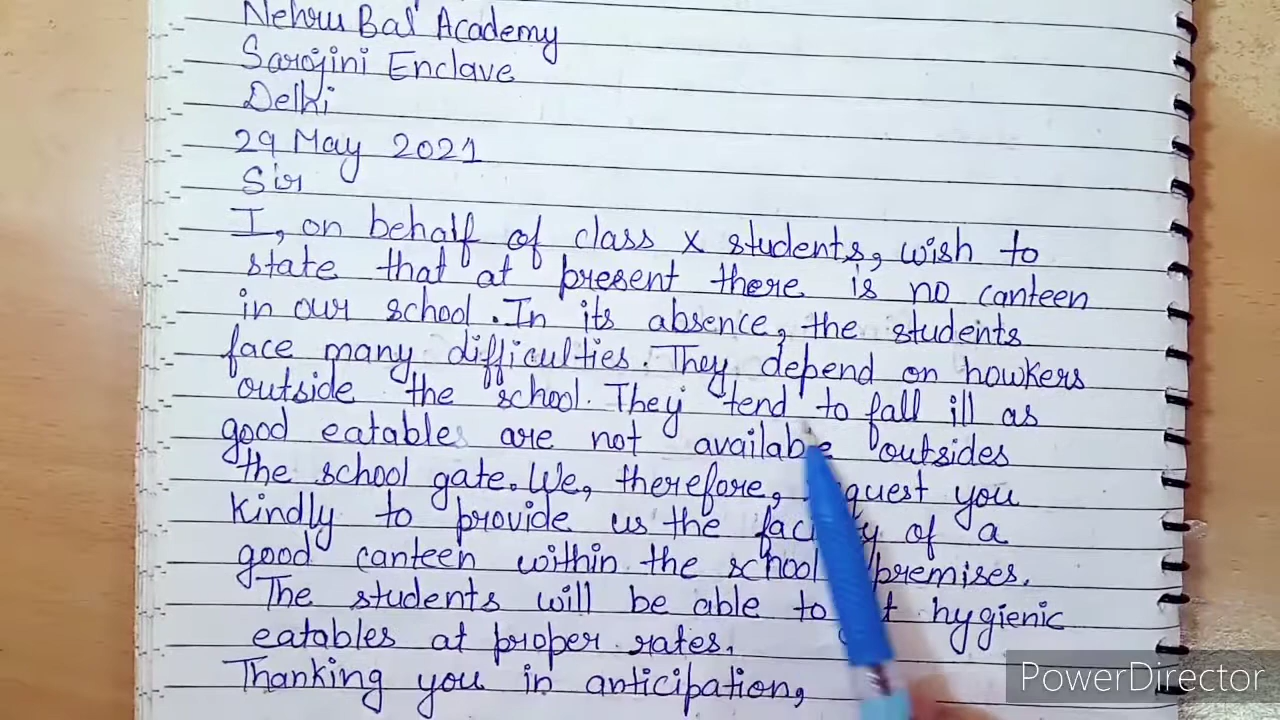 Nehru Bal Academy
Sarojini Enclave
Delhi
29 May 2021
Sir
I, on behalf of class X students, wish to
state that at present there is no canteen
in our school. In its absence, the students
face many difficulties. They depend on howkers
outside the school. They tend to fall ill as
good eatables are not available outsides
the school gate. We, therefore, you
kindly to provide us the of a
good canteen within the school premises.
The students will be able to hygienic
eatables at proper rates.
Thanking you in anticipation,
PowerDirector